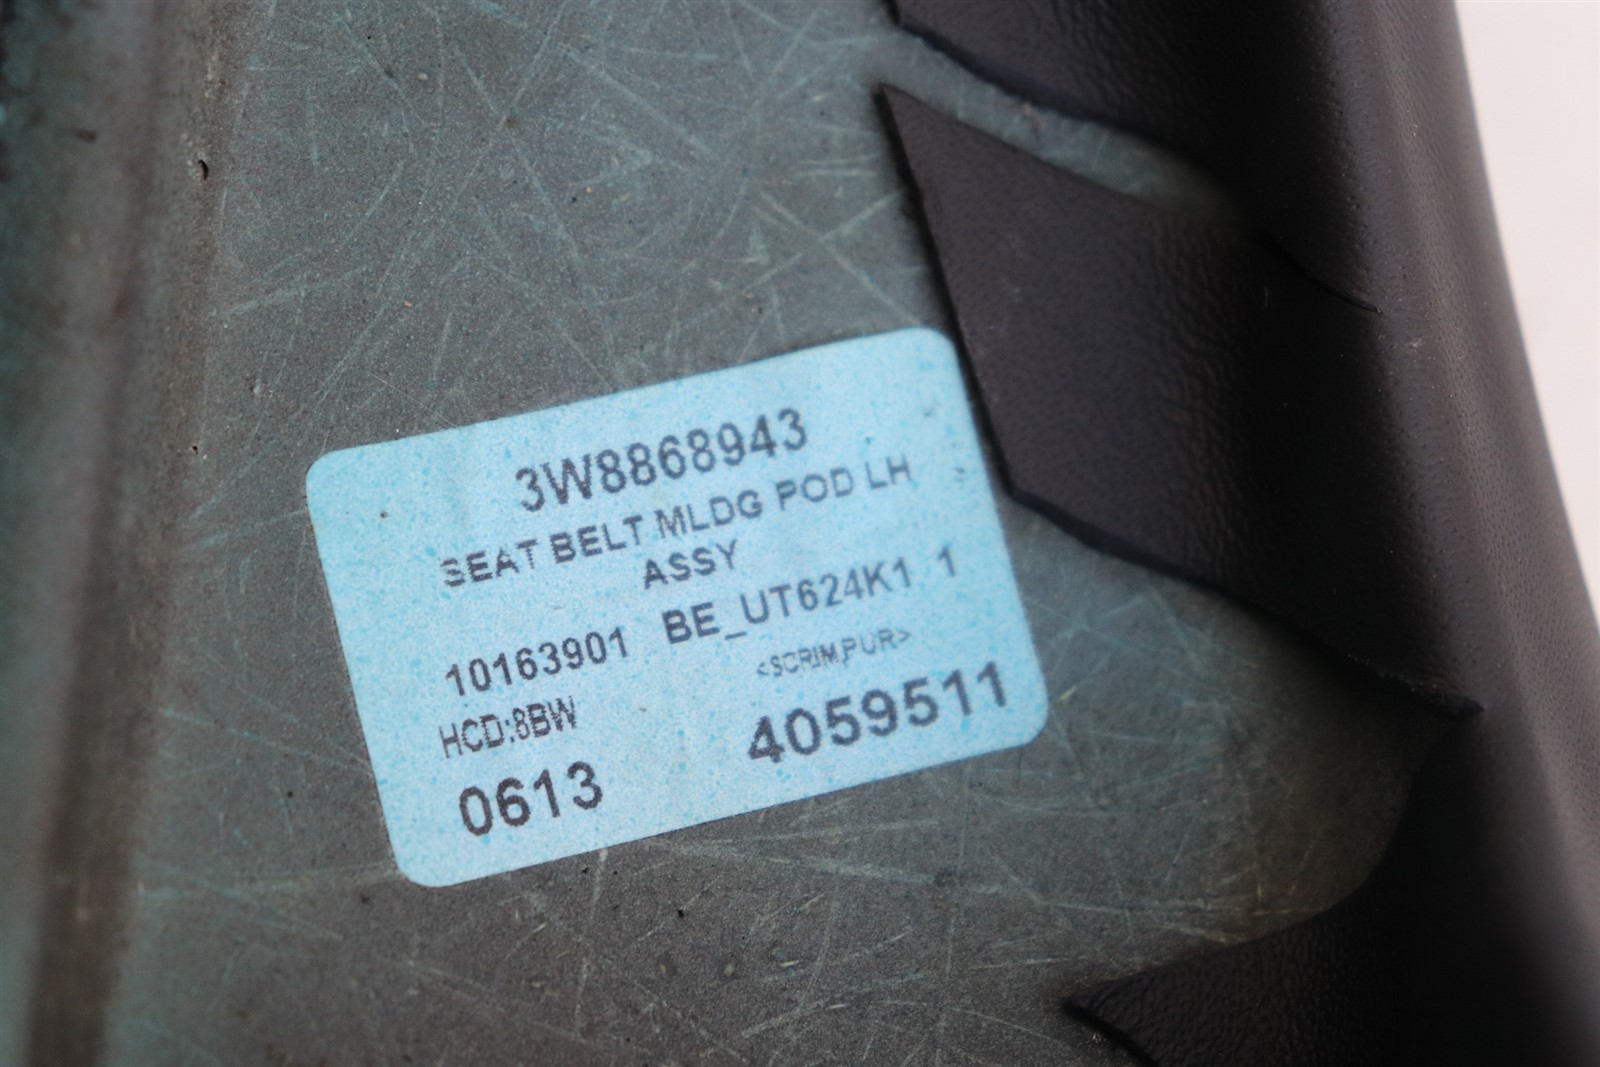 3W8868943
SEAT BELT MLDG POD LH
ASSY
10163901 BE_UT624K1 1
<SCRIM,PUR>
HCD:8BW
0613 4059511